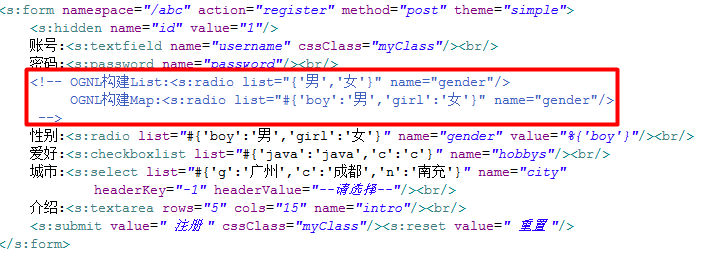 <s:form namespace="/abc" action="register" method="post" theme="simple">
<s:hidden name="id" value="1"/>
账号:<s:textfield name="username" cssClass="myClass"/><br/>
密码:<s:password name="password"/><br/>
<!-- OGNL构建List:<s:radio list="{'男','女'}" name="gender"/>
OGNL构建Map:<s:radio list="#{'boy':'男','girl':'女'}" name="gender"/>
-->
性别:<s:radio list="#{'boy':'男','girl':'女'}" name="gender" value="%{'boy'}"/><br/>
爱好:<s:checkboxlist list="#{'java':'java','c':'c'}" name="hobbys"/><br/>
城市:<s:select list="#{'g':'广州','c':'成都','n':'南充'}" name="city"
headerKey="-1" headerValue="--请选择--"/><br/>
介绍:<s:textarea rows="5" cols="15" name="intro"/><br/>
<s:submit value=" 注册 " cssClass="myClass"/><s:reset value=" 重置 "/>
</s:form>